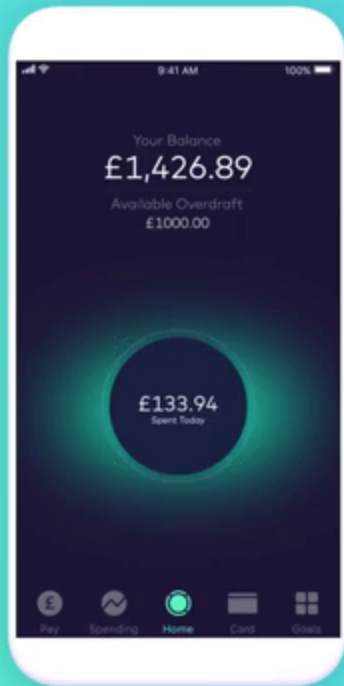 9:41 AM 100%
Your Balance
£1,426.89
Available Overdraft
£1000.00
£133.94
Spent Today
£
Pay Spending Home Card Goals